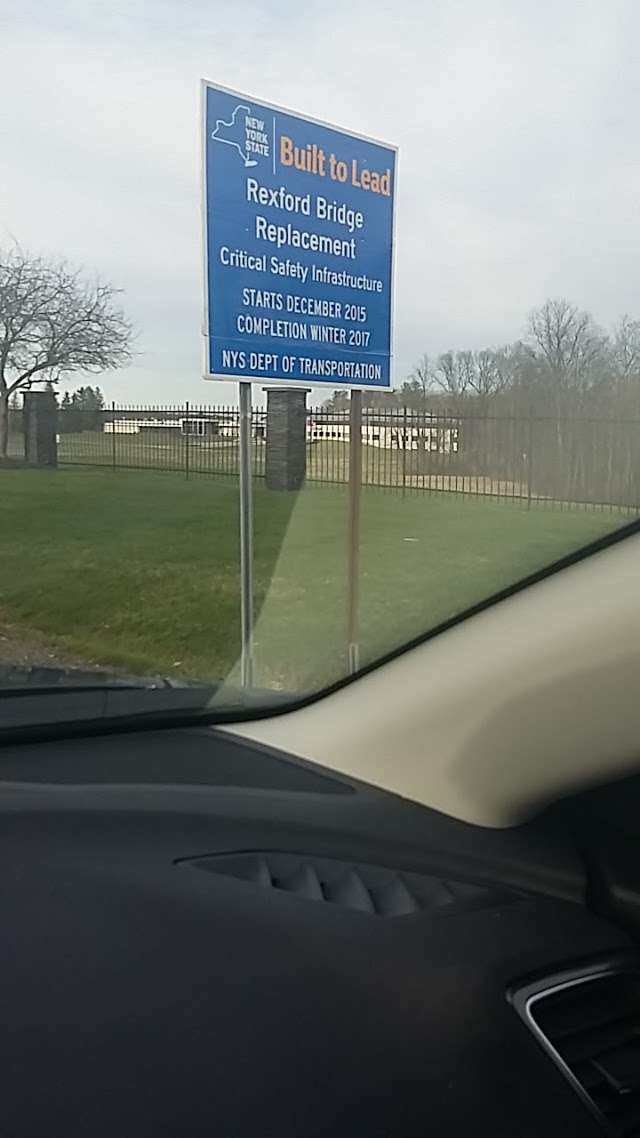 NEW
YORK
STATE
Built to Lead
Rexford Bridge
Replacement
Critical Safety Infrastructure
STARTS DECEMBER 2015
COMPLETION WINTER 2017
NYS DEPT OF TRANSPORTATION